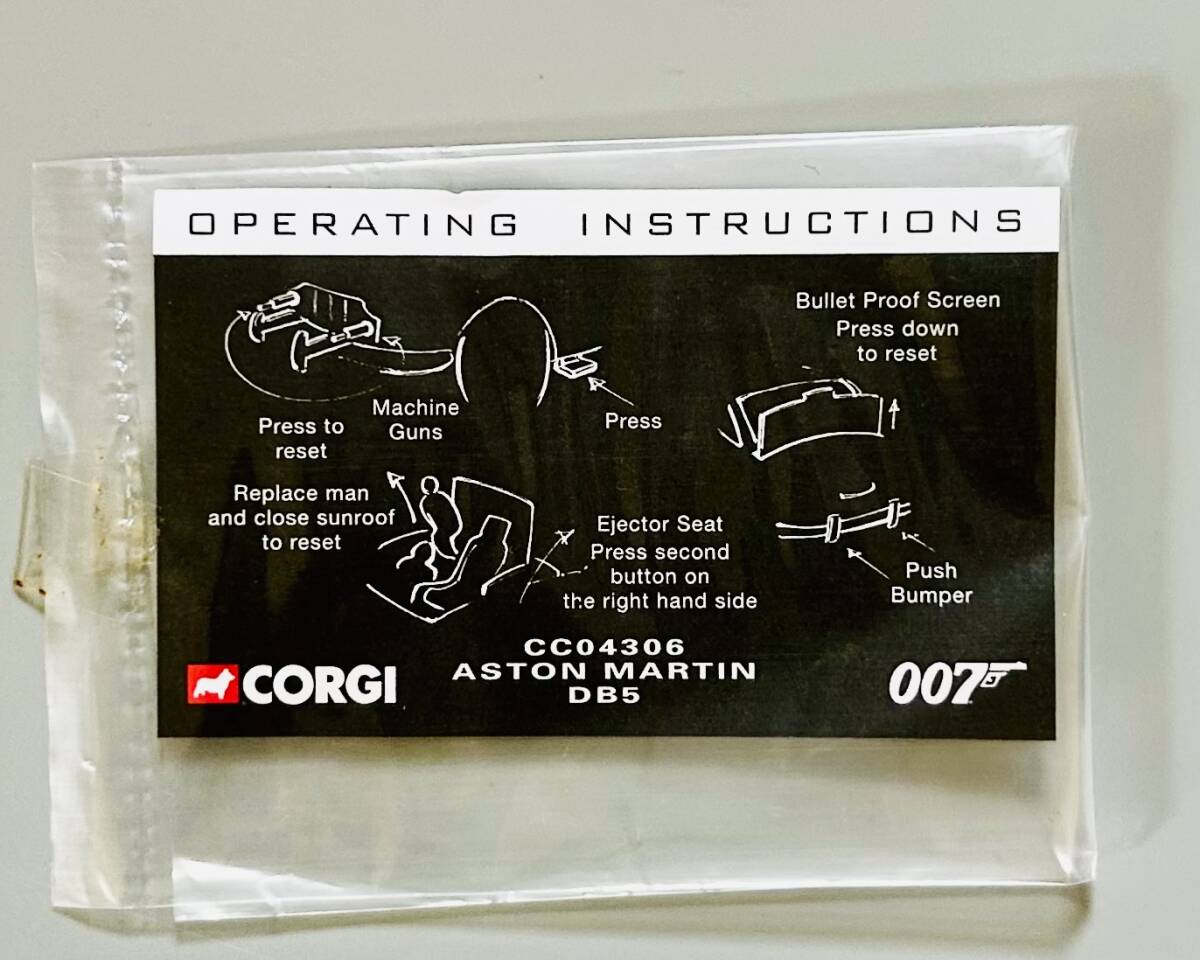 OPERATING INSTRUCTIONS
Press to
reset
Machine
Guns
Press
Bullet Proof Screen
Press down
to reset
Replace man
and close sunroof
to reset
Ejector Seat
Press second
button on
the right hand side
Push
Bumper
CORGI
CC04306
ASTON MARTIN
DB5
007